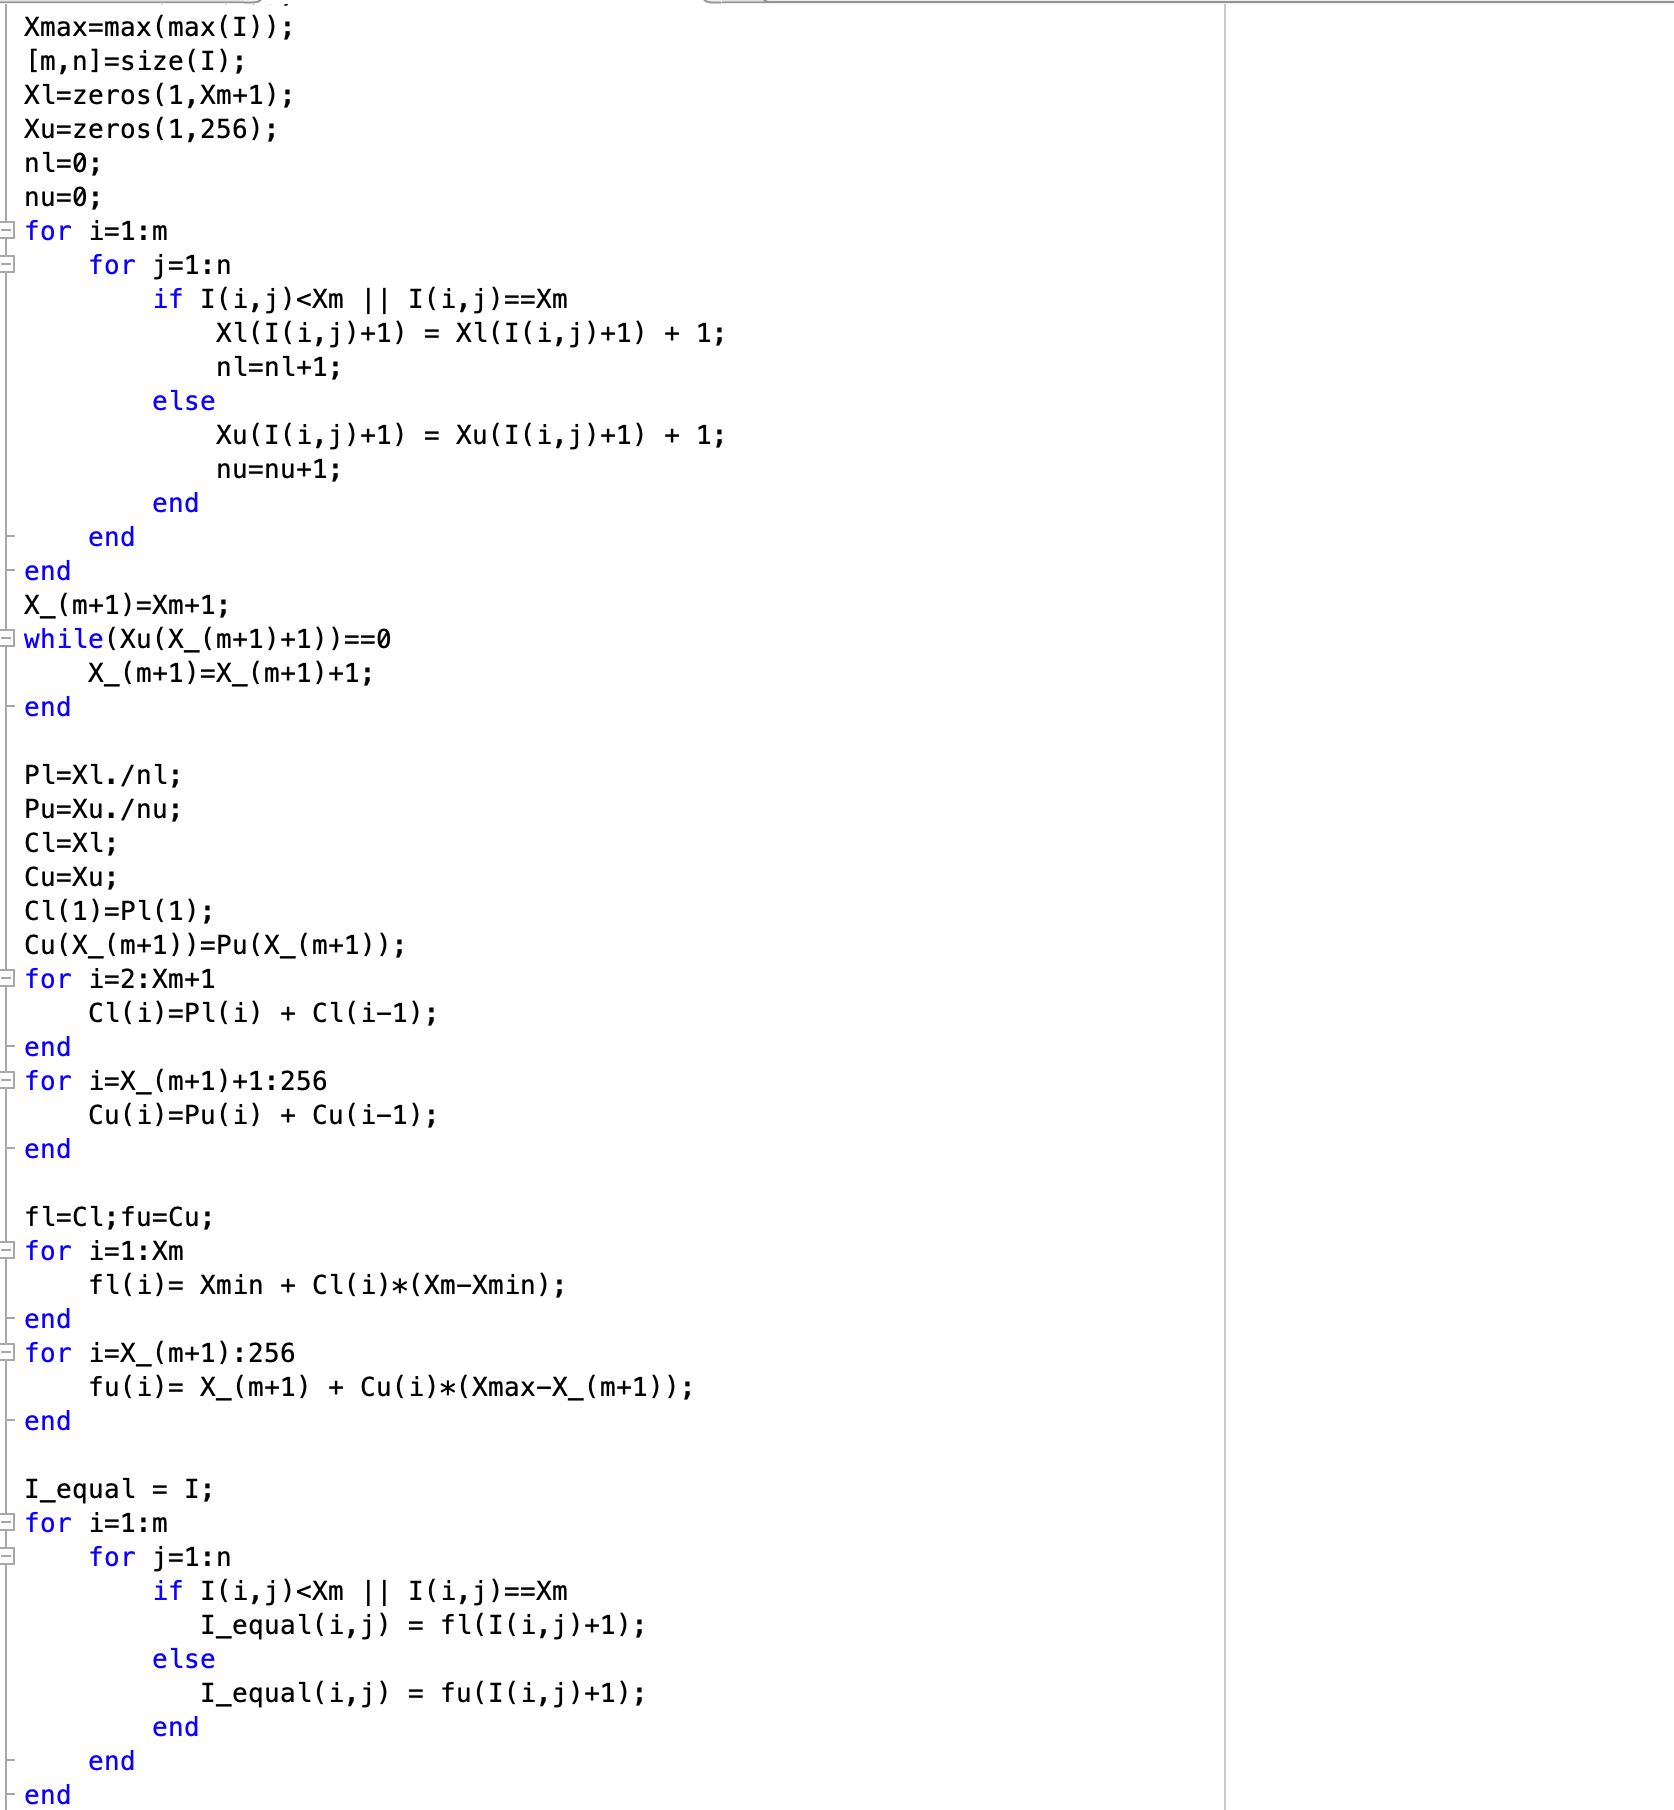 Xmax=max(max(I));
[m,n]=size(I);
Xl=zeros(1,Xm+1);
Xu=zeros(1,256);
nl=0;
nu=0;
for i=1:m
    for j=1:n
        if I(i,j)<Xm || I(i,j)==Xm
            Xl(I(i,j)+1) = Xl(I(i,j)+1) + 1;
            nl=nl+1;
        else
            Xu(I(i,j)+1) = Xu(I(i,j)+1) + 1;
            nu=nu+1;
        end
    end
end
X_(m+1)=Xm+1;
while(Xu(X_(m+1)+1))==0
    X_(m+1)=X_(m+1)+1;
end

Pl=Xl./nl;
Pu=Xu./nu;
Cl=Xl;
Cu=Xu;
Cl(1)=Pl(1);
Cu(X_(m+1))=Pu(X_(m+1));
for i=2:Xm+1
    Cl(i)=Pl(i) + Cl(i-1);
end
for i=X_(m+1)+1:256
    Cu(i)=Pu(i) + Cu(i-1);
end

fl=Cl;fu=Cu;
for i=1:Xm
    fl(i)= Xmin + Cl(i)*(Xm-Xmin);
end
for i=X_(m+1):256
    fu(i)= X_(m+1) + Cu(i)*(Xmax-X_(m+1));
end

I_equal = I;
for i=1:m
    for j=1:n
        if I(i,j)<Xm || I(i,j)==Xm
           I_equal(i,j) = fl(I(i,j)+1);
        else
           I_equal(i,j) = fu(I(i,j)+1);
        end
    end
end